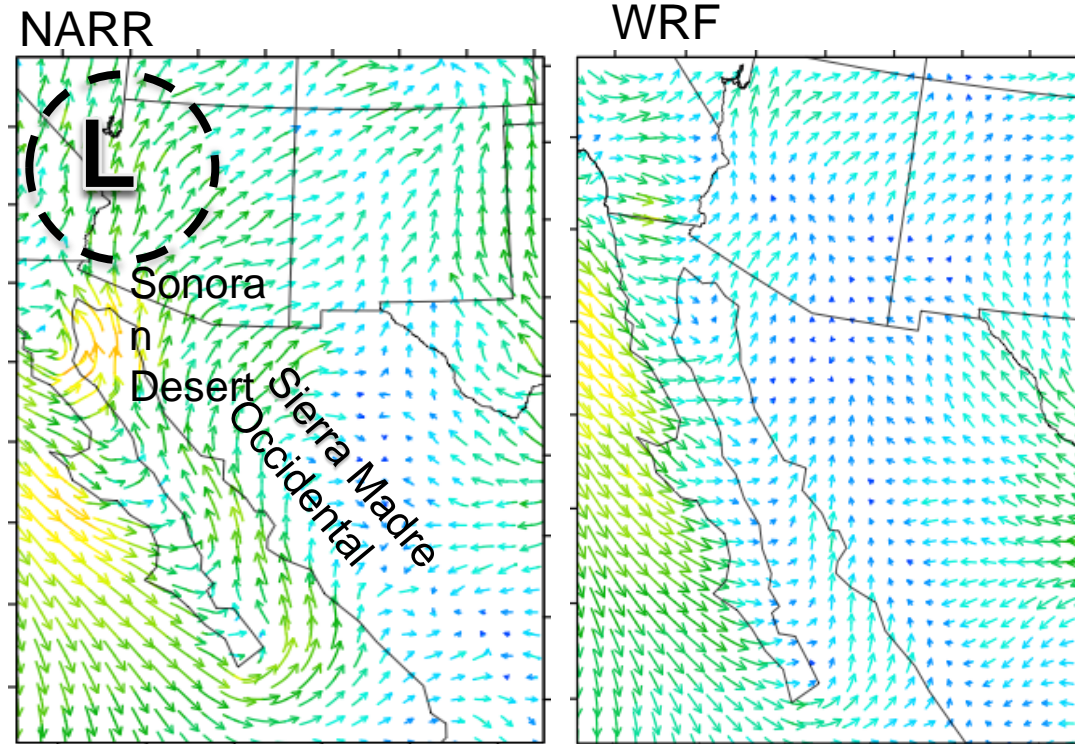 NARR
WRF
L
Sonora
n
Desert
Sierra Madre
Occidental